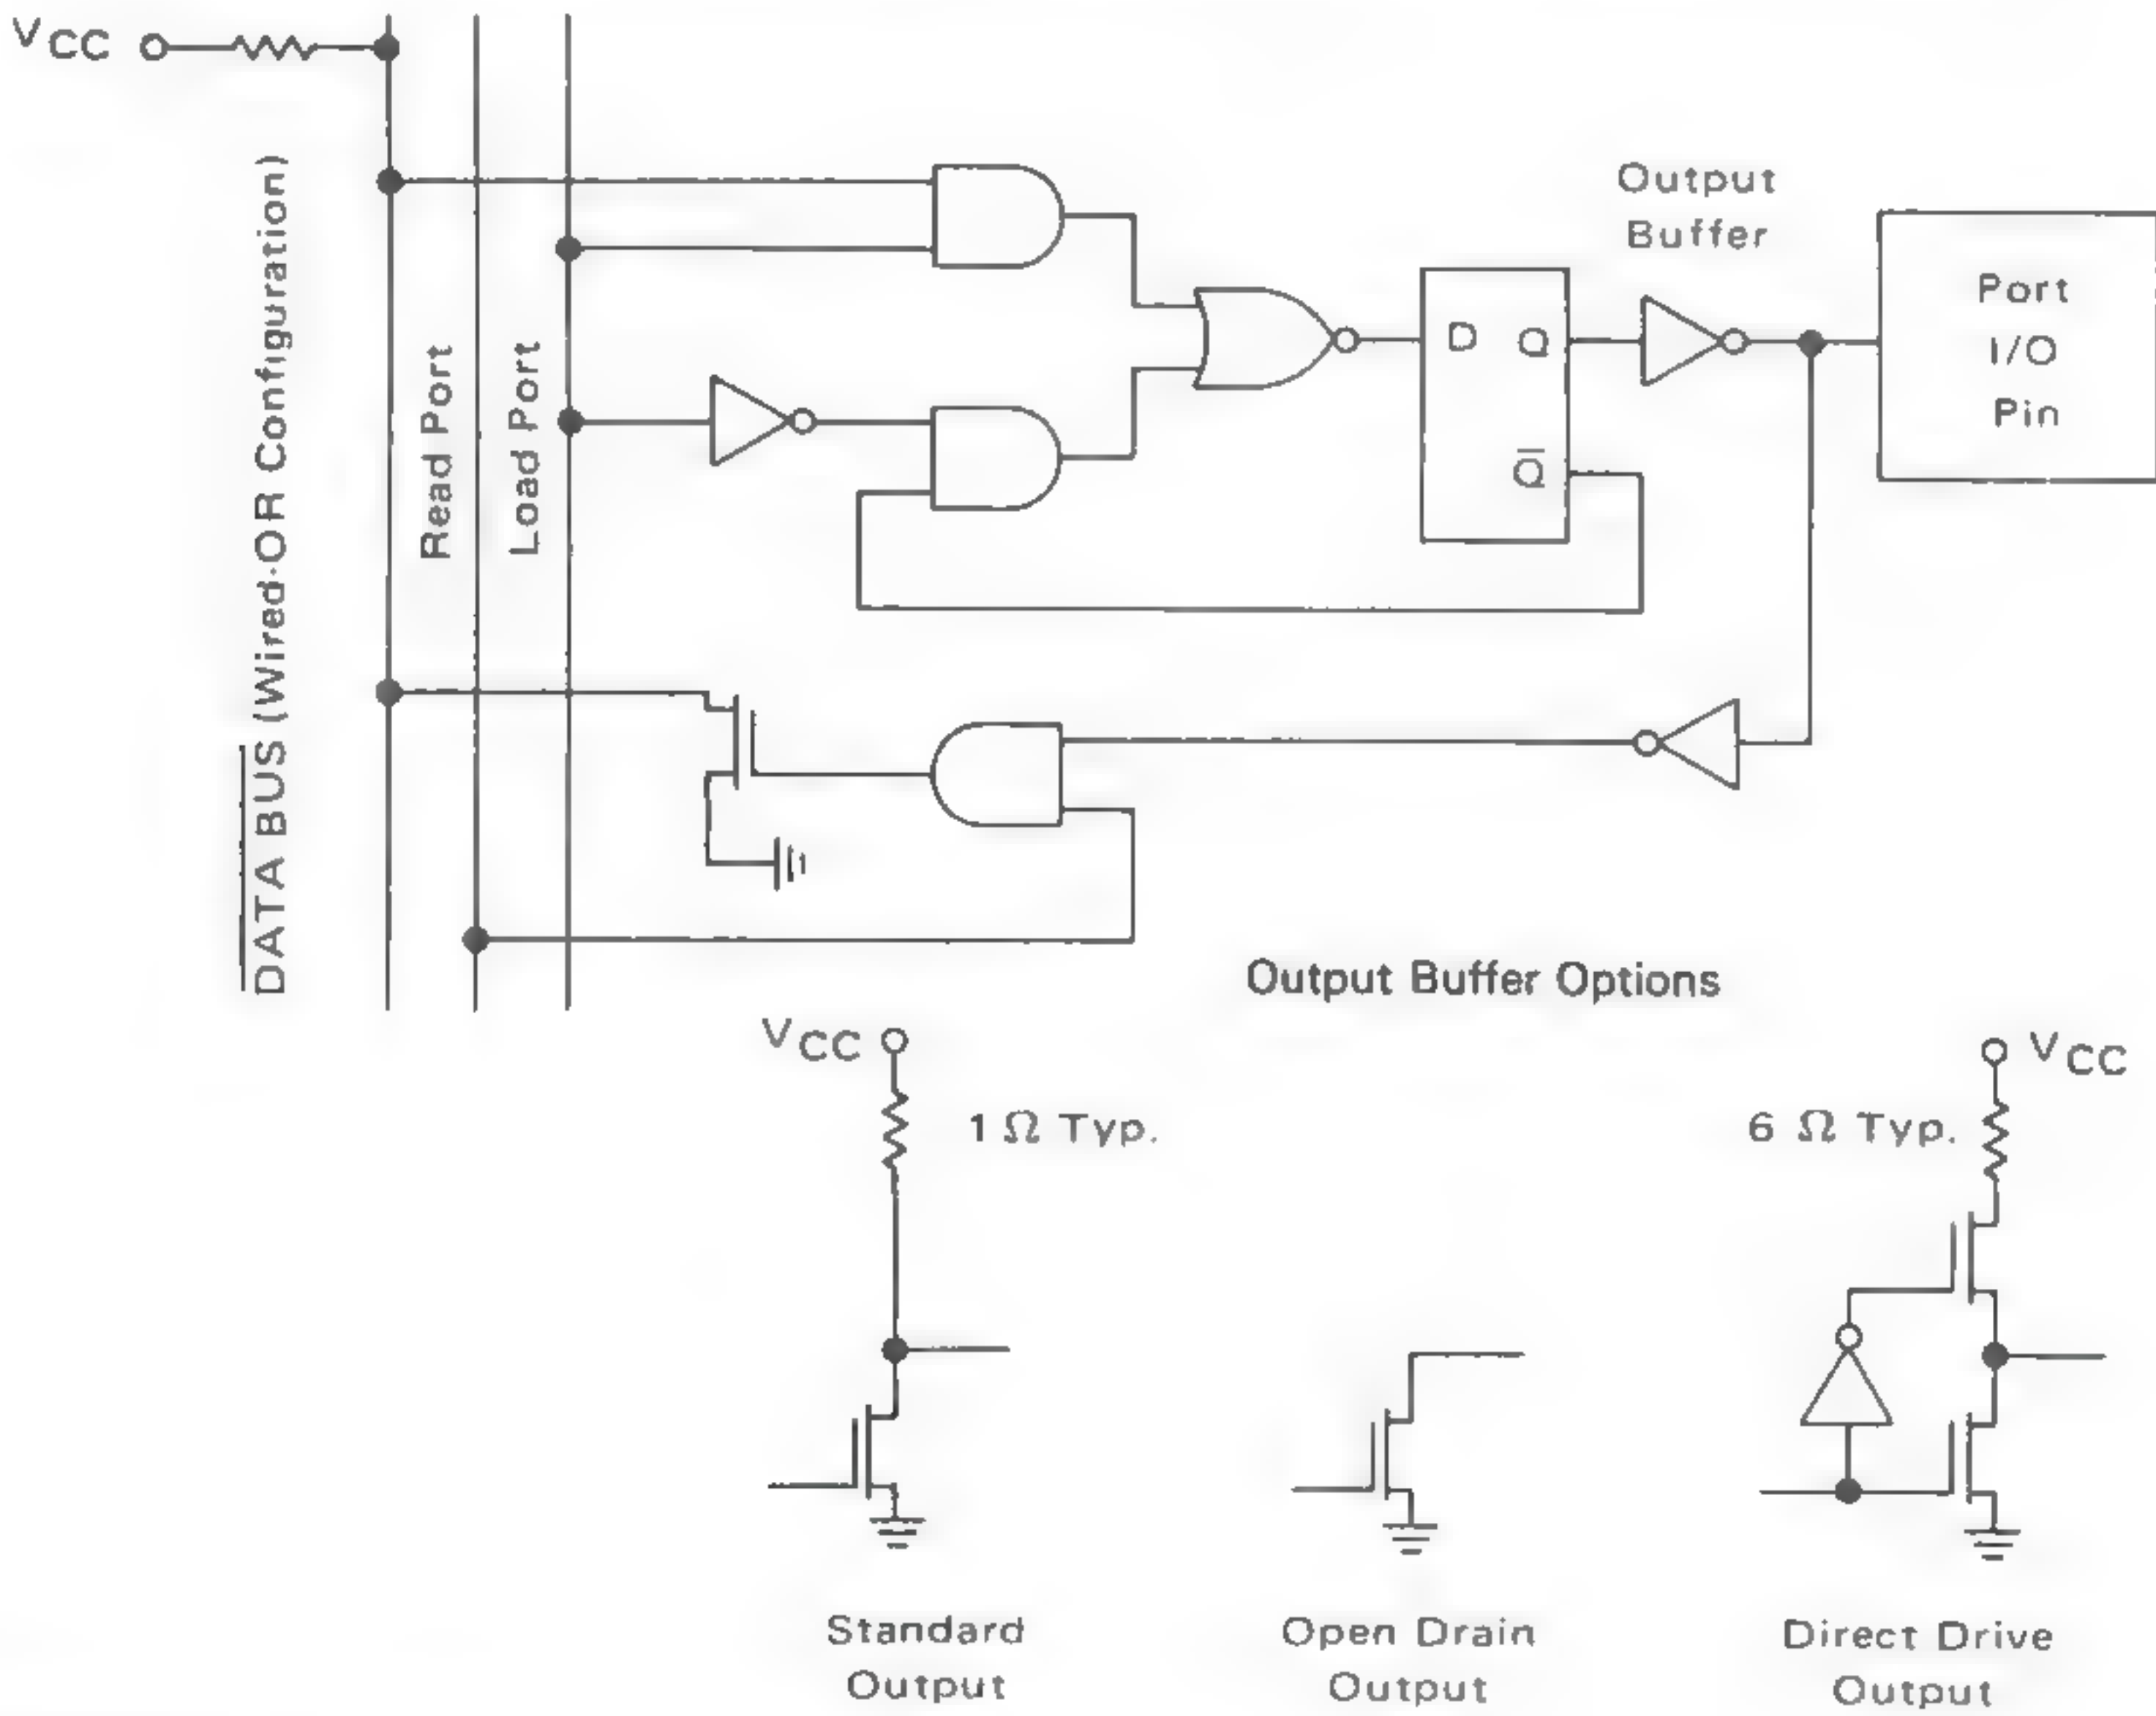 VCC
DATA BUS (Wired-OR Configuration)
Read Port
Load Port
Output
Buffer
D Q
Q̅
Port
I/O
Pin
Output Buffer Options
VCC
1 Ω Typ.
6 Ω Typ.
VCC
Standard
Output
Open Drain
Output
Direct Drive
Output